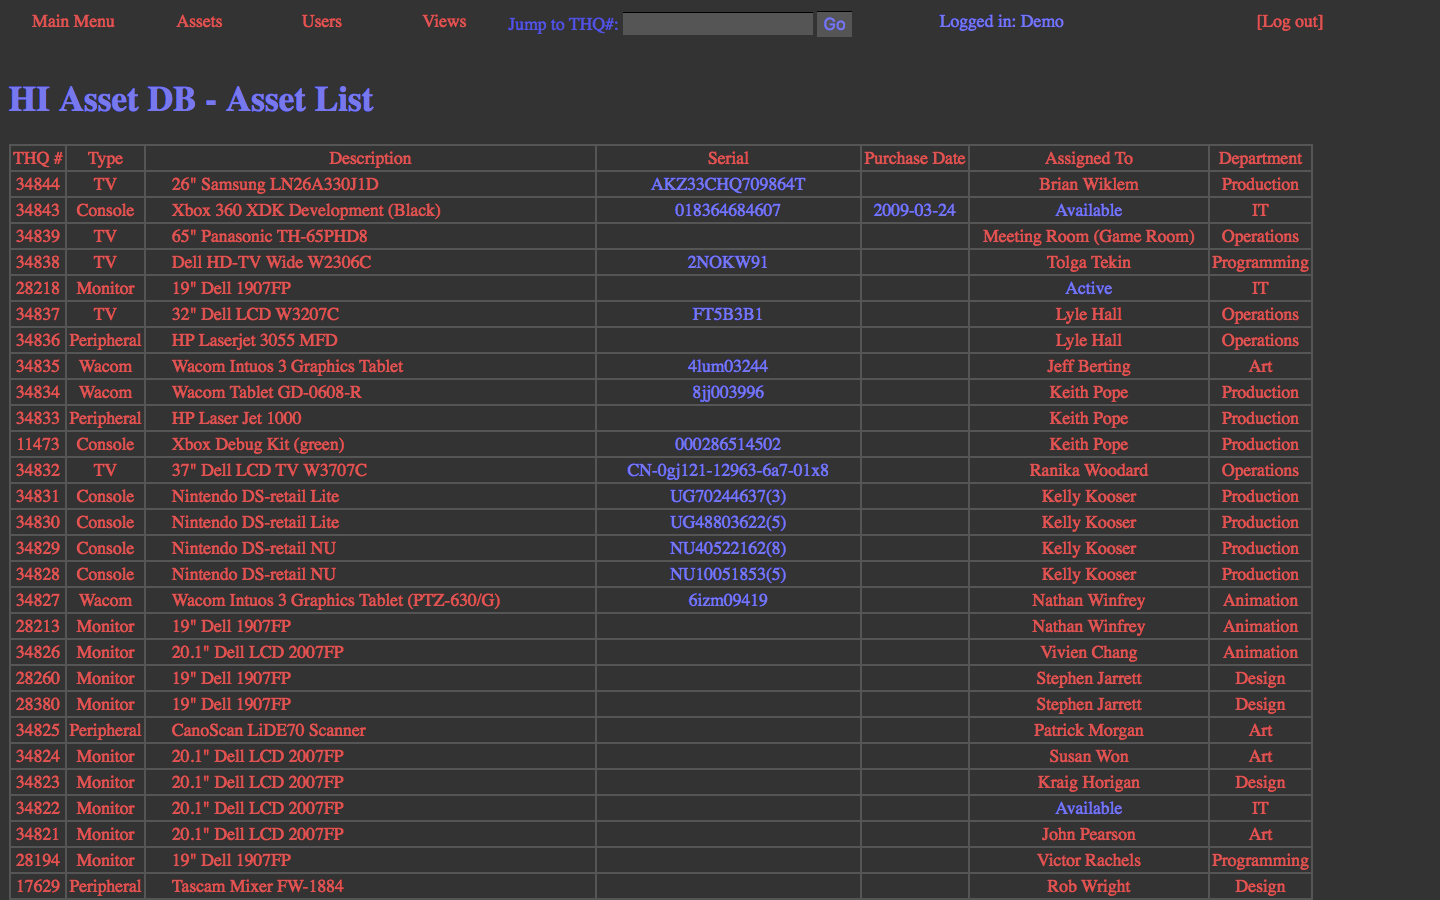 Main Menu Assets Users Views Jump to THQ#: Go Logged in: Demo [Log out]
HI Asset DB - Asset List
THQ # Type Description Serial Purchase Date Assigned To Department
34844 TV 26" Samsung LN26A330J1D AKZ33CHQ709864T Brian Wiklem Production
34843 Console Xbox 360 XDK Development (Black) 018364684607 2009-03-24 Available IT
34839 TV 65" Panasonic TH-65PHD8 Meeting Room (Game Room) Operations
34838 TV Dell HD-TV Wide W2306C 2NOKW91 Tolga Tekin Programming
28218 Monitor 19" Dell 1907FP Active IT
34837 TV 32" Dell LCD W3207C FT5B3B1 Lyle Hall Operations
34836 Peripheral HP Laserjet 3055 MFD Lyle Hall Operations
34835 Wacom Wacom Intuos 3 Graphics Tablet 4lum03244 Jeff Berting Art
34834 Wacom Wacom Tablet GD-0608-R 8jj003996 Keith Pope Production
34833 Peripheral HP Laser Jet 1000 Keith Pope Production
11473 Console Xbox Debug Kit (green) 000286514502 Keith Pope Production
34832 TV 37" Dell LCD TV W3707C CN-0gj121-12963-6a7-01x8 Ranika Woodard Operations
34831 Console Nintendo DS-retail Lite UG70244637(3) Kelly Kooser Production
34830 Console Nintendo DS-retail Lite UG48803622(5) Kelly Kooser Production
34829 Console Nintendo DS-retail NU NU40522162(8) Kelly Kooser Production
34828 Console Nintendo DS-retail NU NU10051853(5) Kelly Kooser Production
34827 Wacom Wacom Intuos 3 Graphics Tablet (PTZ-630/G) 6izm09419 Nathan Winfrey Animation
28213 Monitor 19" Dell 1907FP Nathan Winfrey Animation
34826 Monitor 20.1" Dell LCD 2007FP Vivien Chang Animation
28260 Monitor 19" Dell 1907FP Stephen Jarrett Design
28380 Monitor 19" Dell 1907FP Stephen Jarrett Design
34825 Peripheral CanoScan LiDE70 Scanner Patrick Morgan Art
34824 Monitor 20.1" Dell LCD 2007FP Susan Won Art
34823 Monitor 20.1" Dell LCD 2007FP Kraig Horigan Design
34822 Monitor 20.1" Dell LCD 2007FP Available IT
34821 Monitor 20.1" Dell LCD 2007FP John Pearson Art
28194 Monitor 19" Dell 1907FP Victor Rachels Programming
17629 Peripheral Tascam Mixer FW-1884 Rob Wright Design